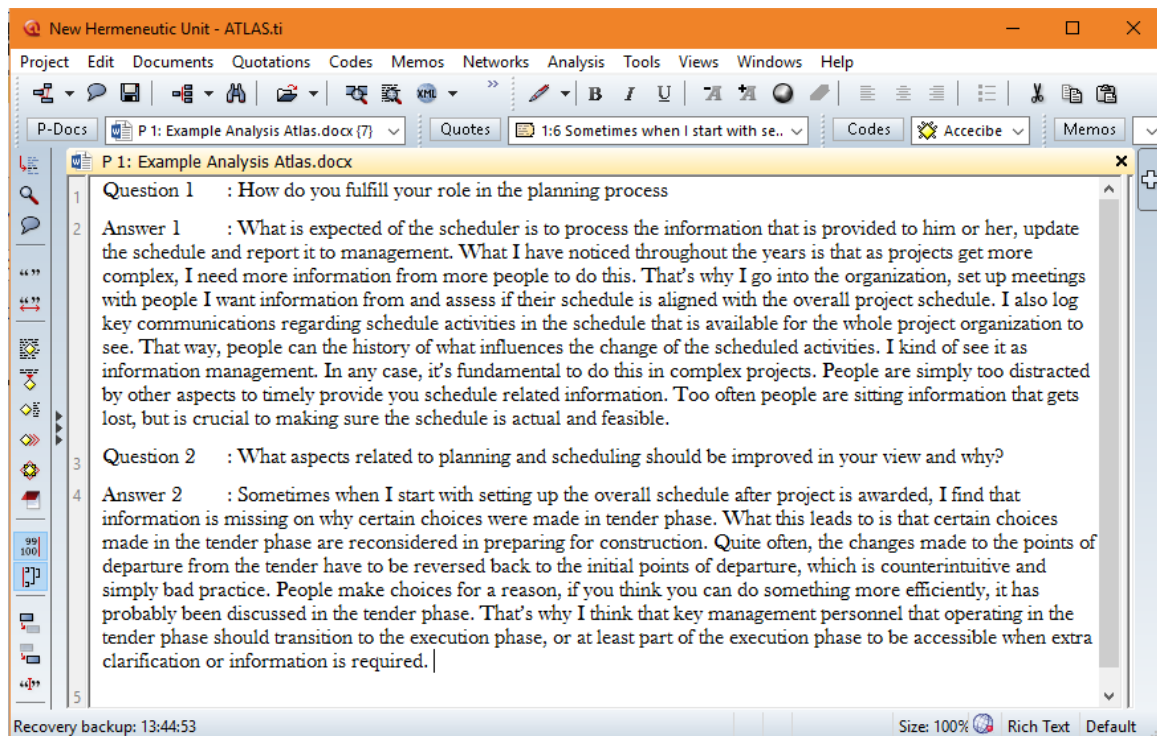 New Hermeneutic Unit - ATLAS.ti
Project Edit Documents Quotations Codes Memos Networks Analysis Tools Views Windows Help
XML » B I U A A
P-Docs P 1: Example Analysis Atlas.docx {7} Quotes 1:6 Sometimes when I start with se.. Codes Accecibe Memos
P 1: Example Analysis Atlas.docx
1 Question 1 : How do you fulfill your role in the planning process
2 Answer 1 : What is expected of the scheduler is to process the information that is provided to him or her, update
the schedule and report it to management. What I have noticed throughout the years is that as projects get more
complex, I need more information from more people to do this. That's why I go into the organization, set up meetings
with people I want information from and assess if their schedule is aligned with the overall project schedule. I also log
key communications regarding schedule activities in the schedule that is available for the whole project organization to
see. That way, people can the history of what influences the change of the scheduled activities. I kind of see it as
information management. In any case, it's fundamental to do this in complex projects. People are simply too distracted
by other aspects to timely provide you schedule related information. Too often people are sitting information that gets
lost, but is crucial to making sure the schedule is actual and feasible.
3 Question 2 : What aspects related to planning and scheduling should be improved in your view and why?
4 Answer 2 : Sometimes when I start with setting up the overall schedule after project is awarded, I find that
information is missing on why certain choices were made in tender phase. What this leads to is that certain choices
made in the tender phase are reconsidered in preparing for construction. Quite often, the changes made to the points of
departure from the tender have to be reversed back to the initial points of departure, which is counterintuitive and
simply bad practice. People make choices for a reason, if you think you can do something more efficiently, it has
probably been discussed in the tender phase. That's why I think that key management personnel that operating in the
tender phase should transition to the execution phase, or at least part of the execution phase to be accessible when extra
clarification or information is required.
5
99
100
Recovery backup: 13:44:53 Size: 100% Rich Text Default